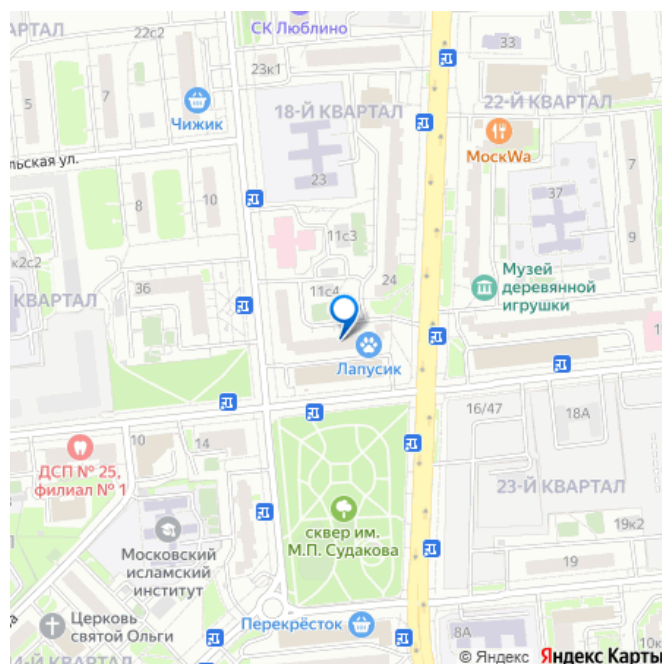 АРТАЛ
22с2
СК Люблино
33
23к1
5
7
Чижик
18-Й КВАРТАЛ
22-Й КВАРТАЛ
МоскWа
льская ул.
23
8
10
37
7
9
11с3
к2с2
КВАРТАЛ
36
11с4
24
Музей
деревянной
игрушки
1
Лапусик
16/47
18А
10
14
ДСП № 25,
филиал № 1
23-Й КВАРТАЛ
сквер им.
М.П. Судакова
19к2
Московский
исламский
институт
19
Церковь
святой Ольги
Перекрёсток
8А
4-Й КВАРТАЛ
© Яндекс Яндекс Карты